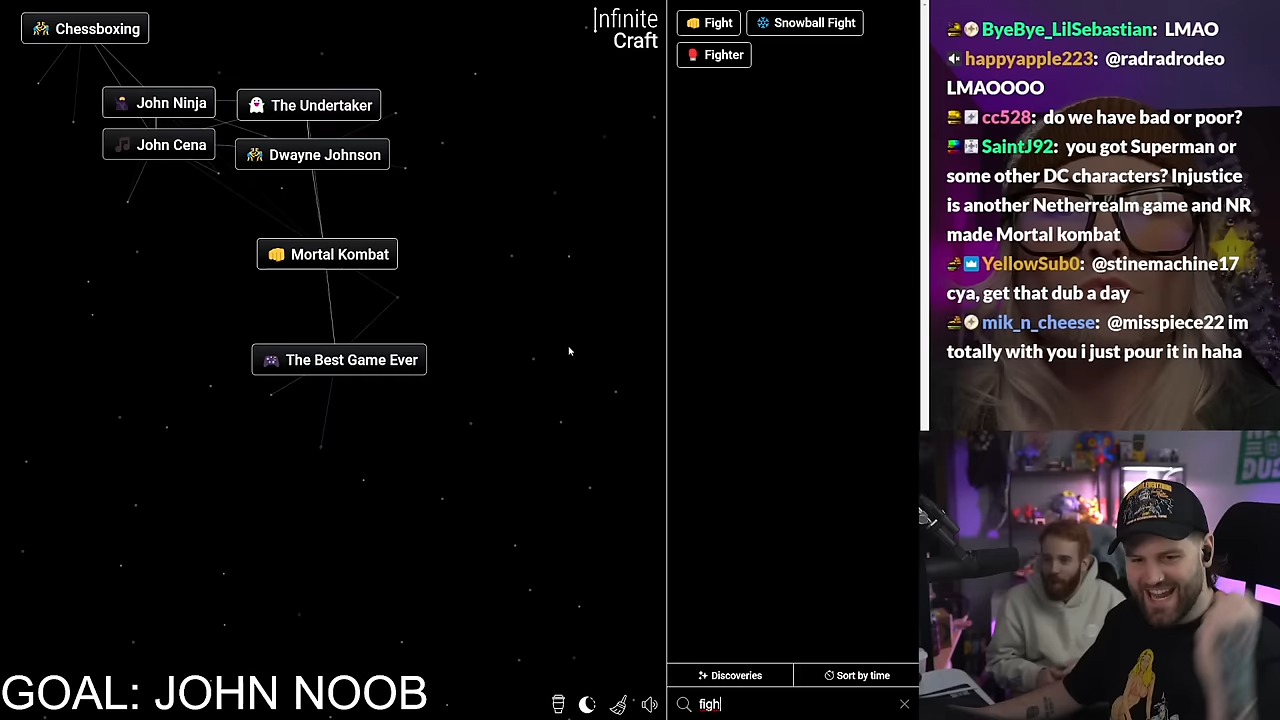 Chessboxing
John Ninja
The Undertaker
John Cena
Dwayne Johnson
Mortal Kombat
The Best Game Ever
GOAL: JOHN NOOB
Infinite
Craft
Fight
Snowball Fight
Fighter
Discoveries
Sort by time
figh
ByeBye_LilSebastian: LMAO
happyapple223: @radradrodeo
LMAOOOO
cc528: do we have bad or poor?
SaintJ92: you got Superman or
some other DC characters? Injustice
is another Netherrealm game and NR
made Mortal kombat
YellowSub0: @stinemachine17
cya, get that dub a day
mik_n_cheese: @misspiece22 im
totally with you i just pour it in haha